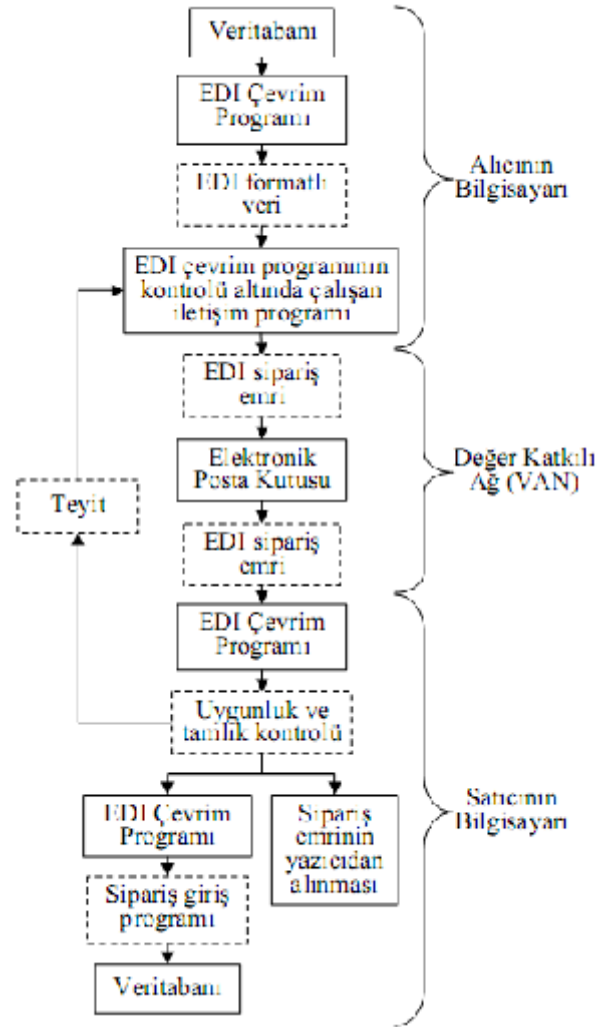 Veritabanı
EDI Çevrim
Programı
EDI formatlı
veri
Alıcının
Bilgisayarı
EDI çevrim programının
kontrolü altında çalışan
iletişim programı
EDI sipariş
emri
Elektronik
Posta Kutusu
Değer Katkılı
Ağ (VAN)
Teyit
EDI sipariş
emri
EDI Çevrim
Programı
Uygunluk ve
tamlık kontrolü
EDI Çevrim
Programı
Sipariş
emrinin
yazıcıdan
alınması
Satıcının
Bilgisayarı
Sipariş giriş
programı
Veritabanı